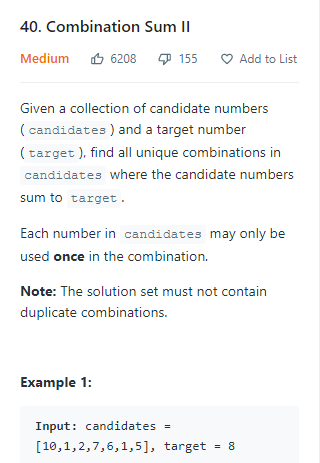 40. Combination Sum II
Medium 6208 155 Add to List
Given a collection of candidate numbers
( candidates ) and a target number
( target ), find all unique combinations in
candidates where the candidate numbers
sum to target .
Each number in candidates may only be
used once in the combination.
Note: The solution set must not contain
duplicate combinations.
Example 1:
Input: candidates =
[10,1,2,7,6,1,5], target = 8